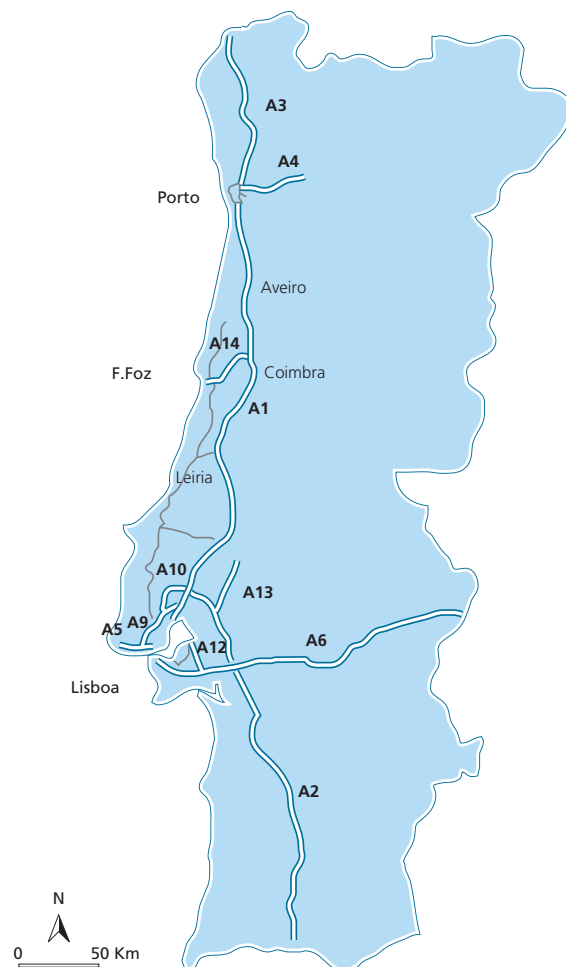 A3
A4
Porto
Aveiro
A14
F.Foz
Coimbra
A1
Leiria
A10
A13
A5
A9
A12
A6
Lisboa
A2
N
0 50 Km